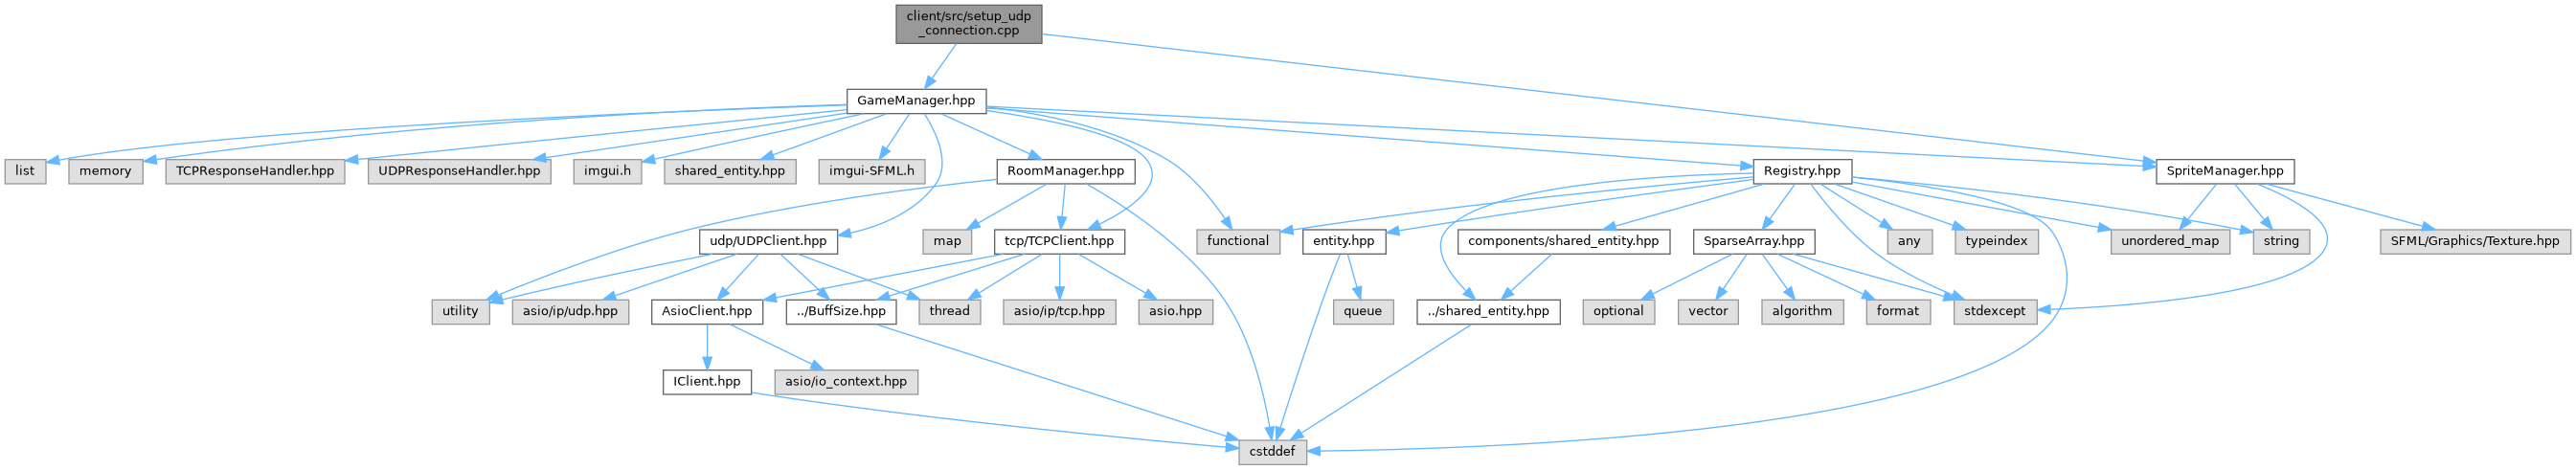 client/src/setup_udp
_connection.cpp
GameManager.hpp
list
memory
TCPResponseHandler.hpp
UDPResponseHandler.hpp
imgui.h
shared_entity.hpp
imgui-SFML.h
RoomManager.hpp
Registry.hpp
SpriteManager.hpp
udp/UDPClient.hpp
map
tcp/TCPClient.hpp
functional
entity.hpp
components/shared_entity.hpp
SparseArray.hpp
any
typeindex
unordered_map
string
SFML/Graphics/Texture.hpp
utility
asio/ip/udp.hpp
AsioClient.hpp
../BuffSize.hpp
thread
asio/ip/tcp.hpp
asio.hpp
queue
../shared_entity.hpp
optional
vector
algorithm
format
stdexcept
IClient.hpp
asio/io_context.hpp
cstddef